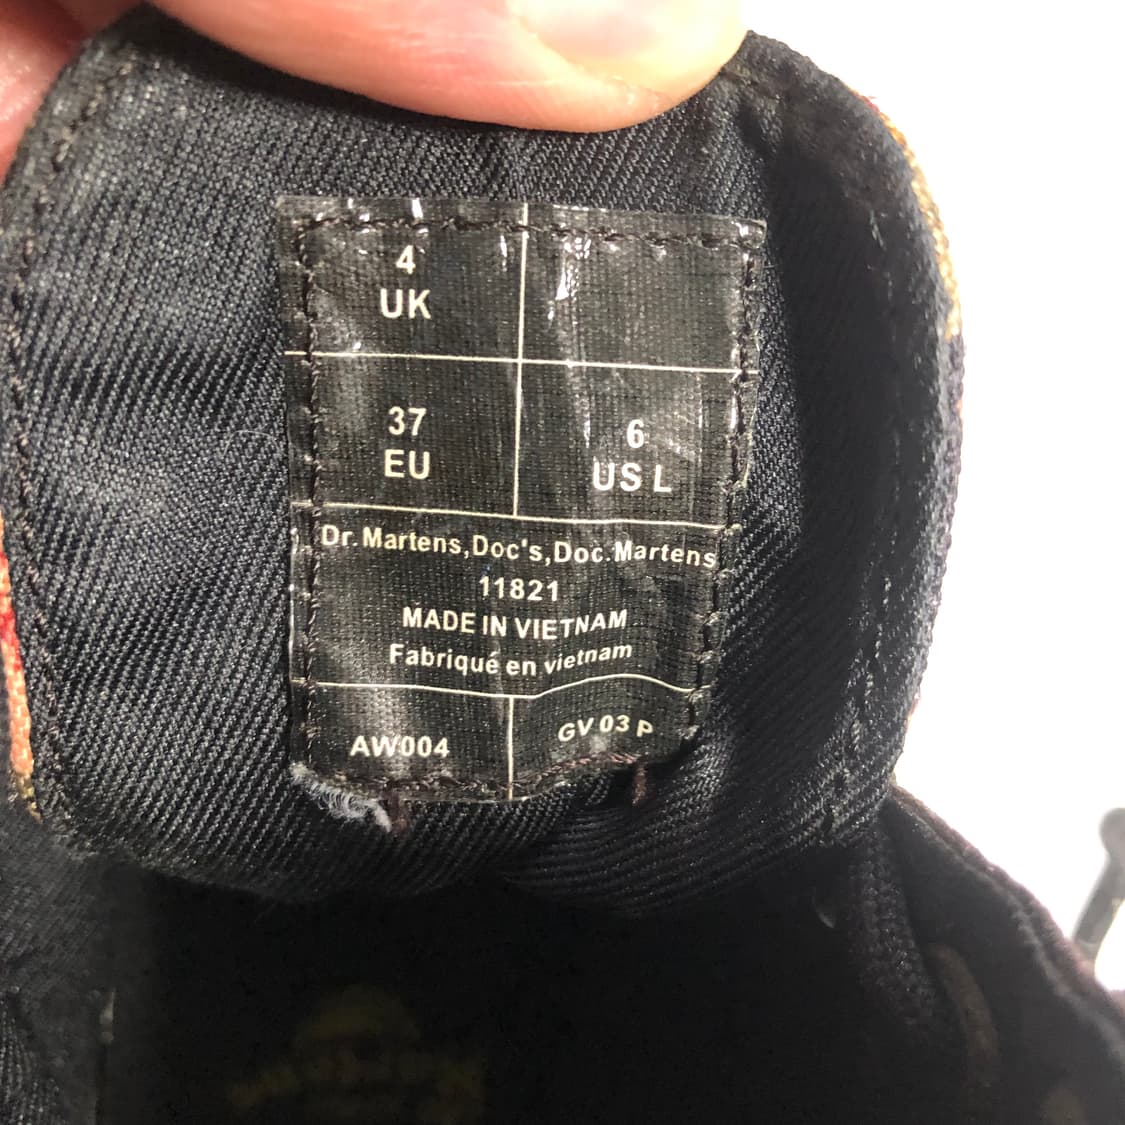 4
UK
37
EU
6
US L
Dr. Martens,Doc's,Doc.Martens
11821
MADE IN VIETNAM
Fabriqué en vietnam
AW004
GV 03 P